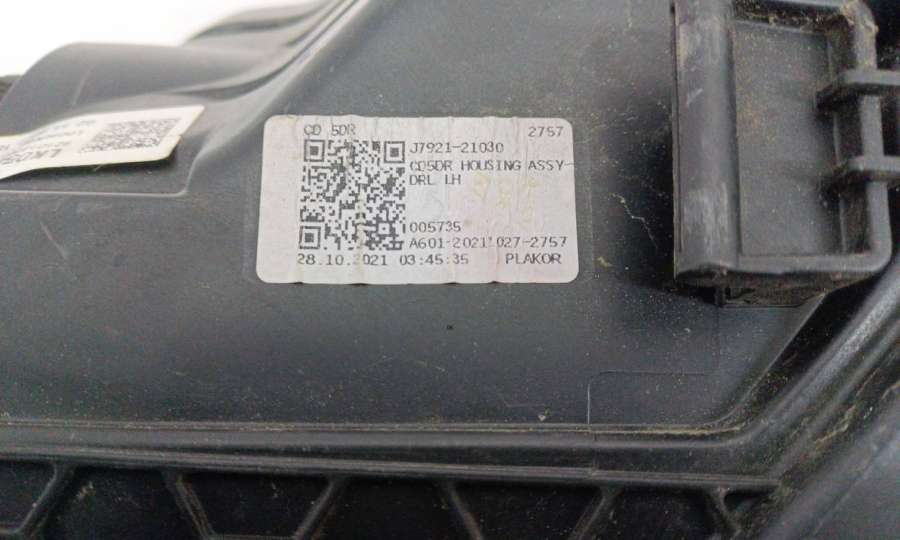 CD 5DR 2757
J7921-21030
CD5DR HOUSING ASSY-
DRL LH
005735
A601-20211027-2757
28.10.2021 03:45:35 PLAKOR